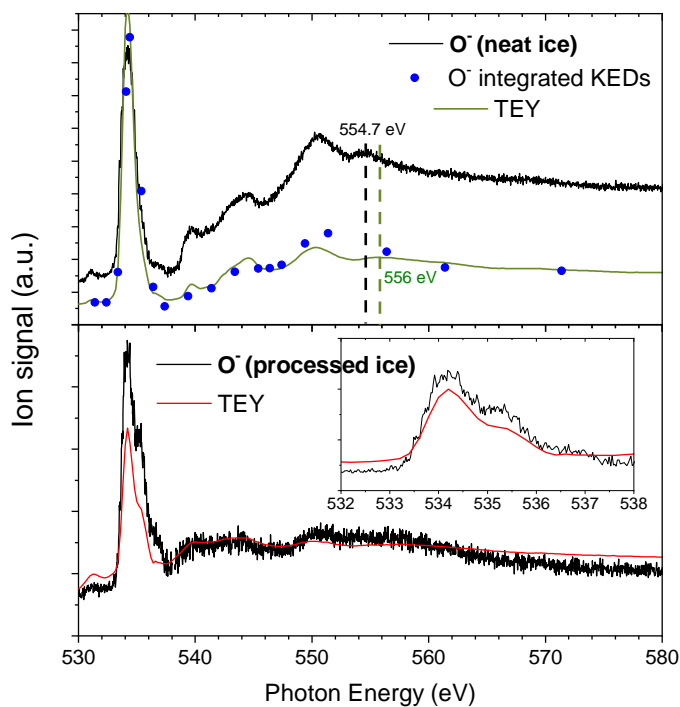 O⁻ (neat ice)
O⁻ integrated KEDs
TEY
554.7 eV
556 eV
Ion signal (a.u.)
O⁻ (processed ice)
TEY
532 533 534 535 536 537 538
530 540 550 560 570 580
Photon Energy (eV)